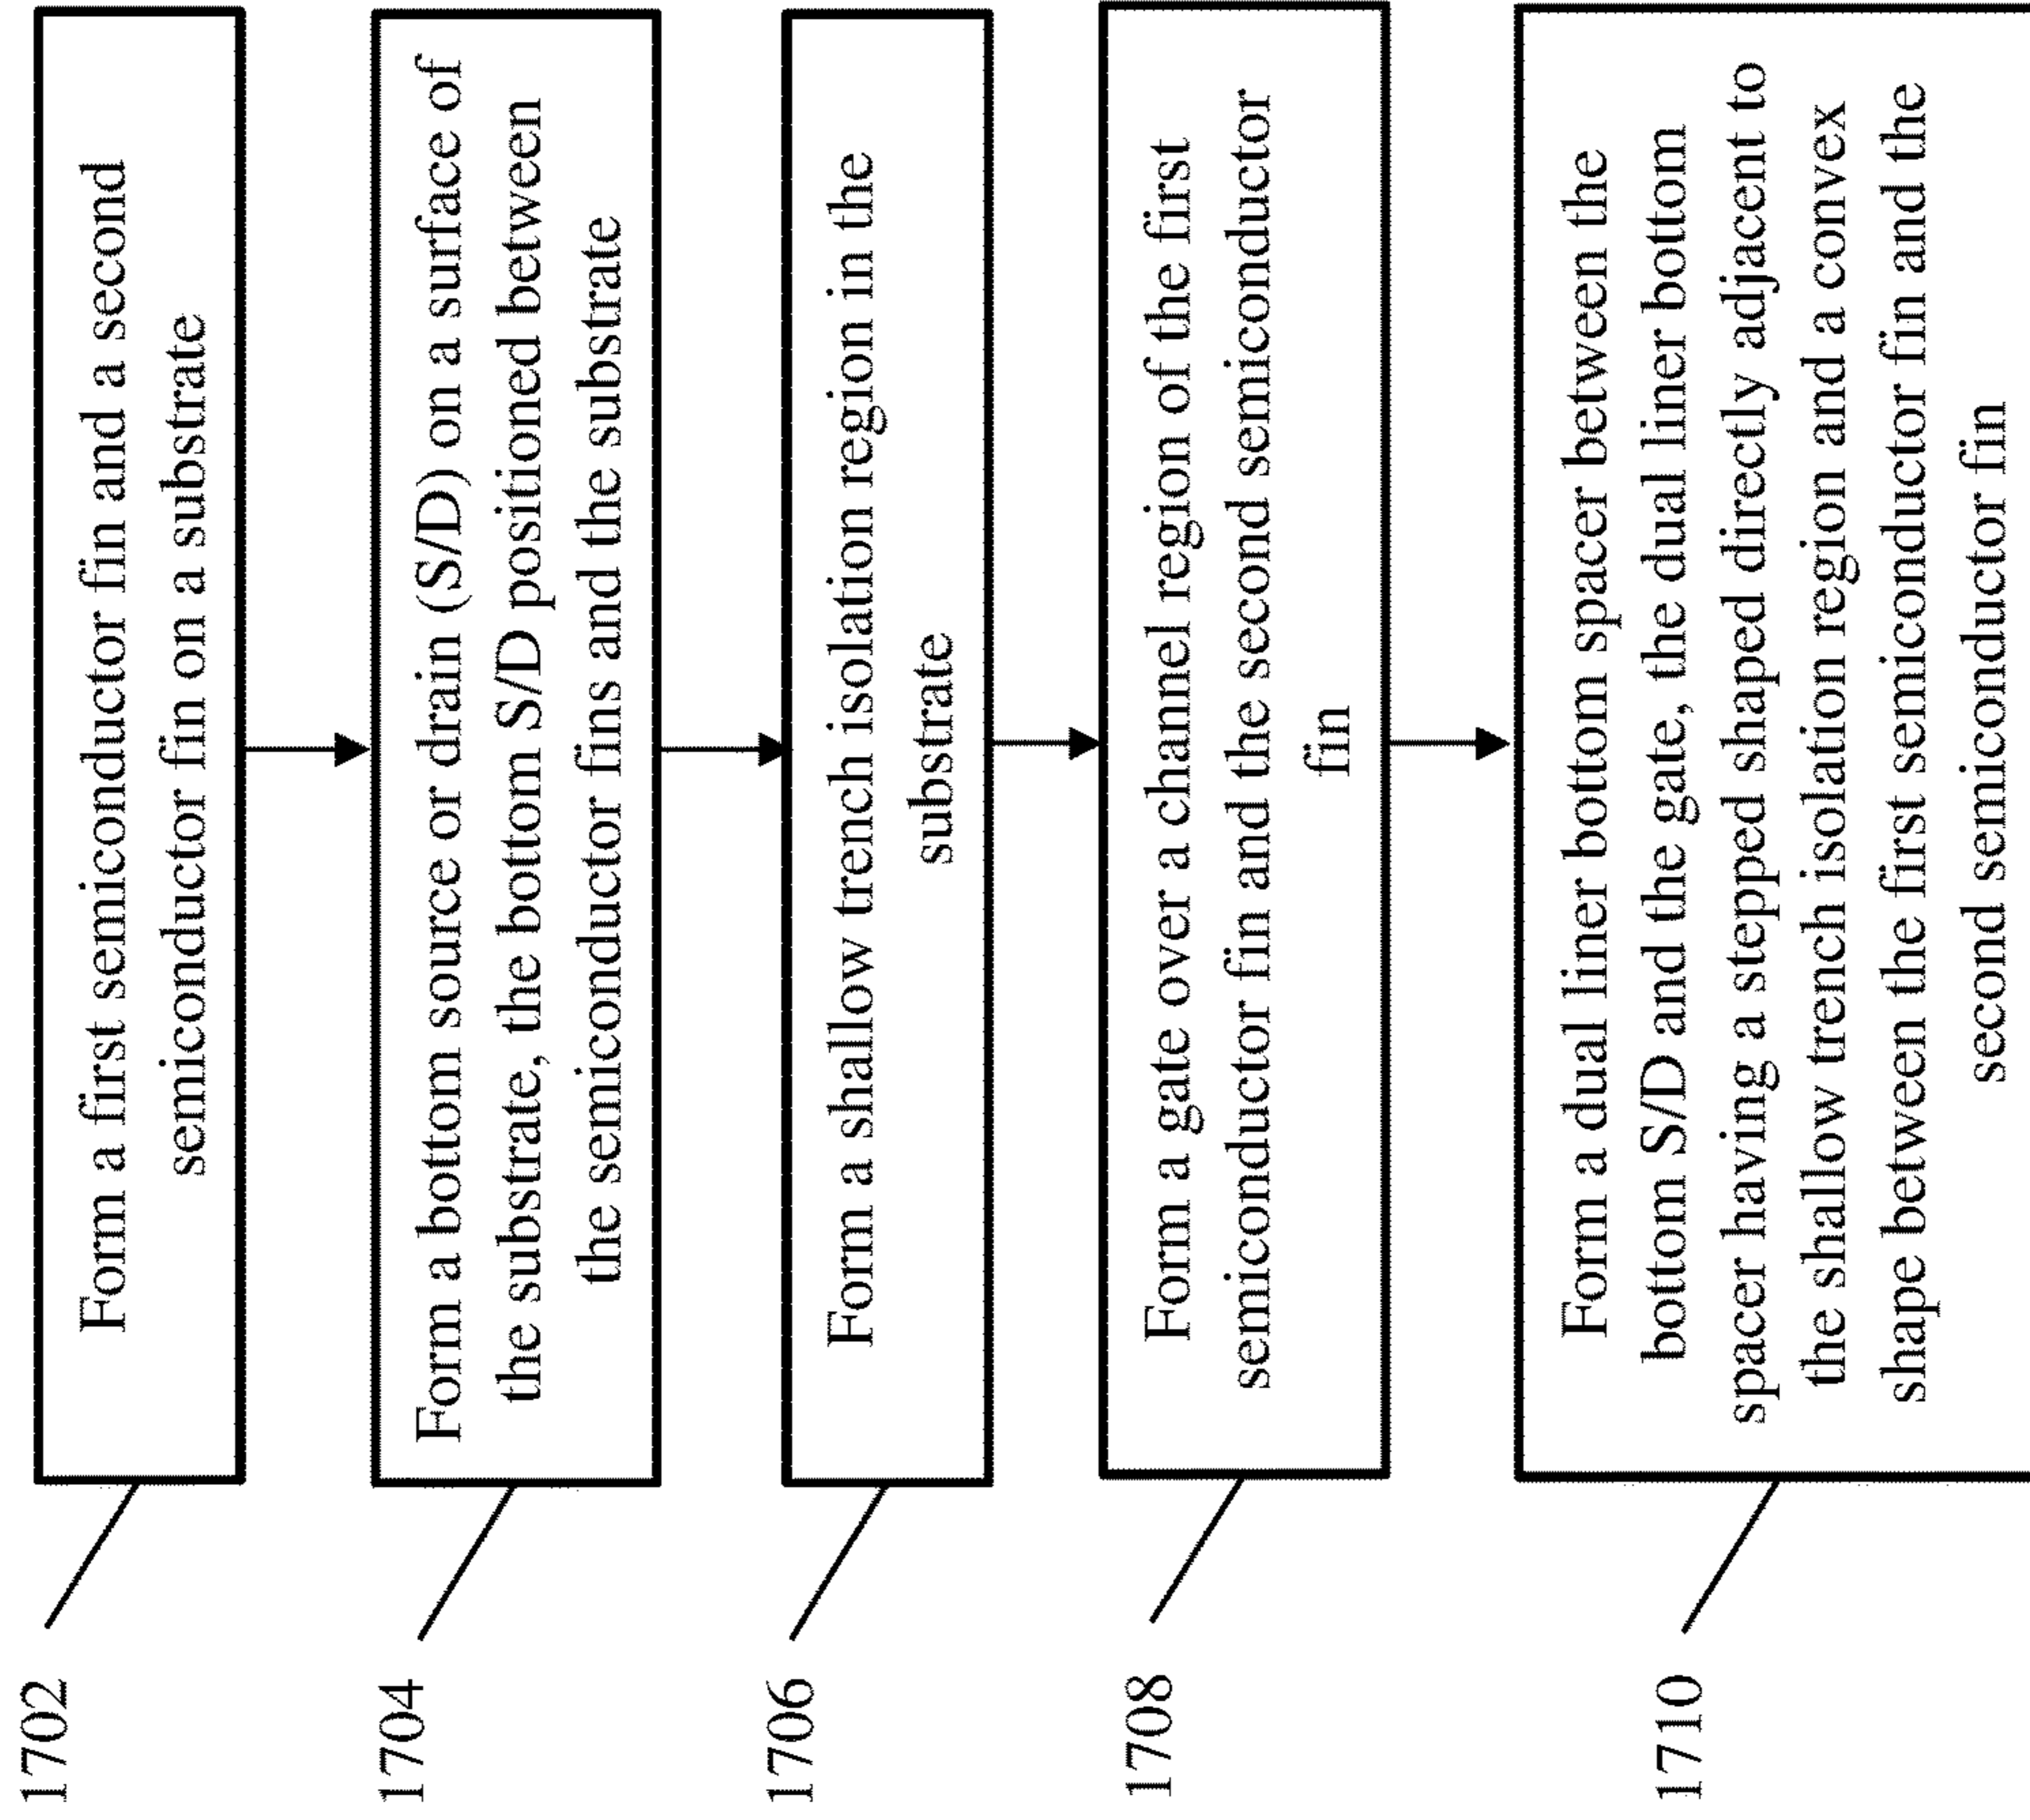 1702
Form a first semiconductor fin and a second
semiconductor fin on a substrate
1704
Form a bottom source or drain (S/D) on a surface of
the substrate, the bottom S/D positioned between
the semiconductor fins and the substrate
1706
Form a shallow trench isolation region in the
substrate
1708
Form a gate over a channel region of the first
semiconductor fin and the second semiconductor
fin
1710
Form a dual liner bottom spacer between the
bottom S/D and the gate, the dual liner bottom
spacer having a stepped shaped directly adjacent to
the shallow trench isolation region and a convex
shape between the first semiconductor fin and the
second semiconductor fin